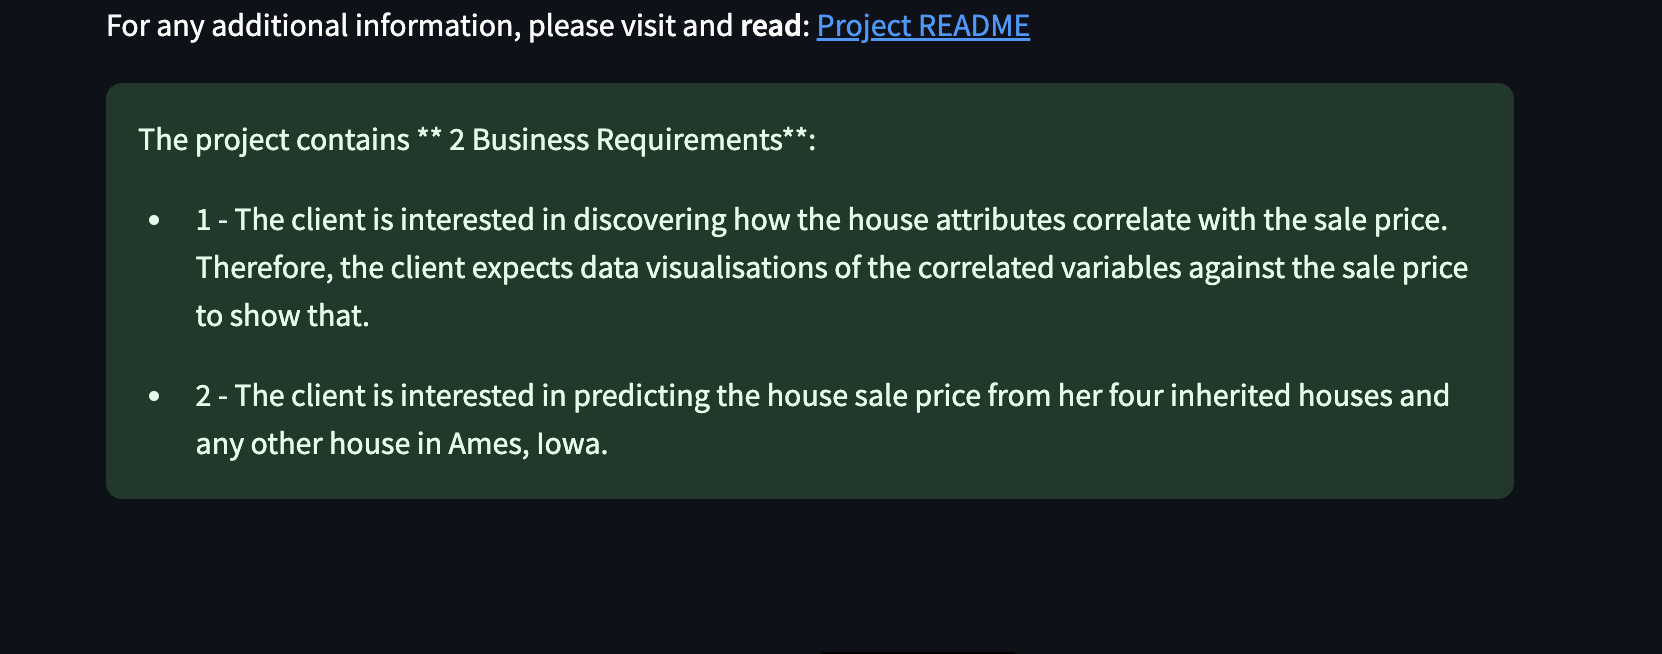 For any additional information, please visit and read: Project README
The project contains ** 2 Business Requirements**:
• 1 - The client is interested in discovering how the house attributes correlate with the sale price.
Therefore, the client expects data visualisations of the correlated variables against the sale price
to show that.
• 2 - The client is interested in predicting the house sale price from her four inherited houses and
any other house in Ames, Iowa.